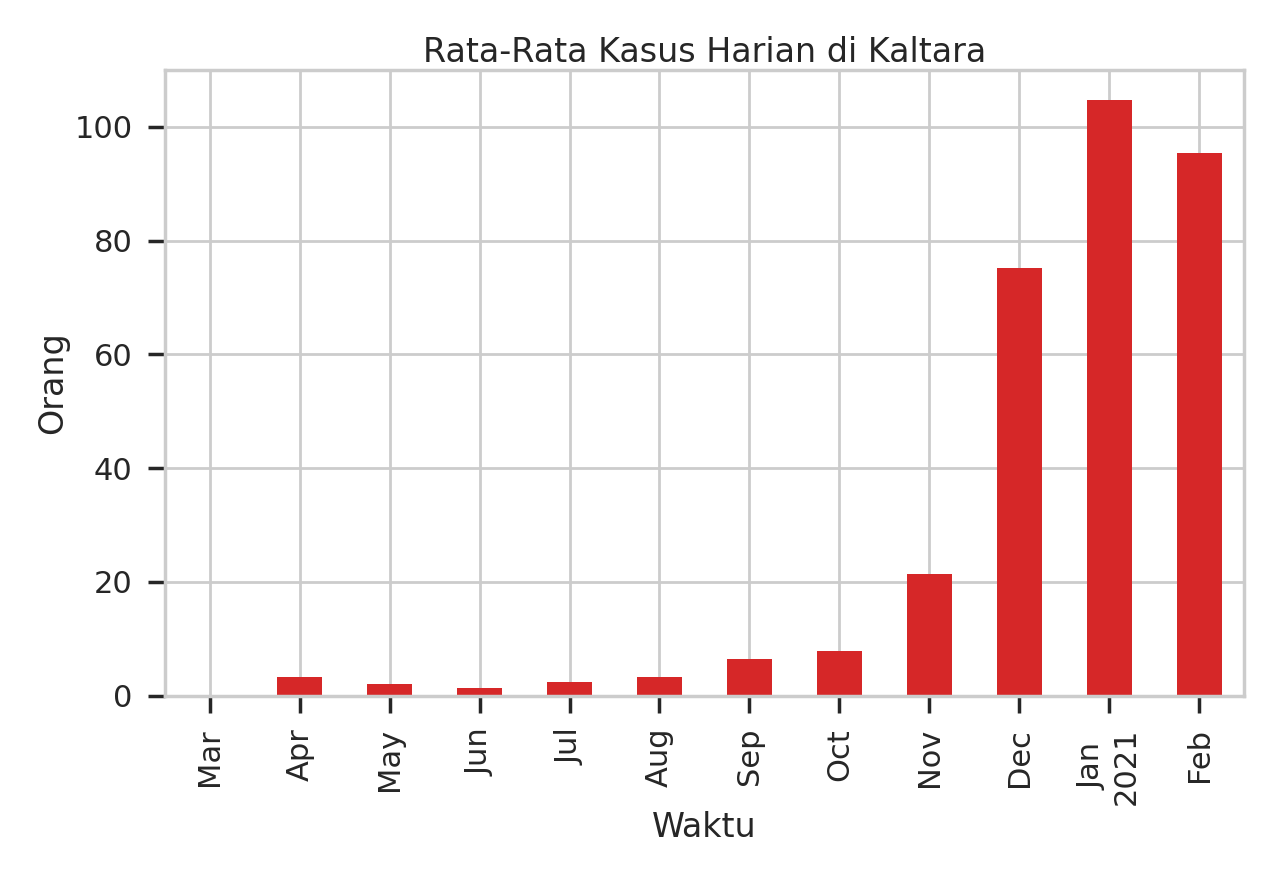 Rata-Rata Kasus Harian di Kaltara
Orang
100
80
60
40
20
0
Mar
Apr
May
Jun
Jul
Aug
Sep
Oct
Nov
Dec
Jan
2021
Feb
Waktu